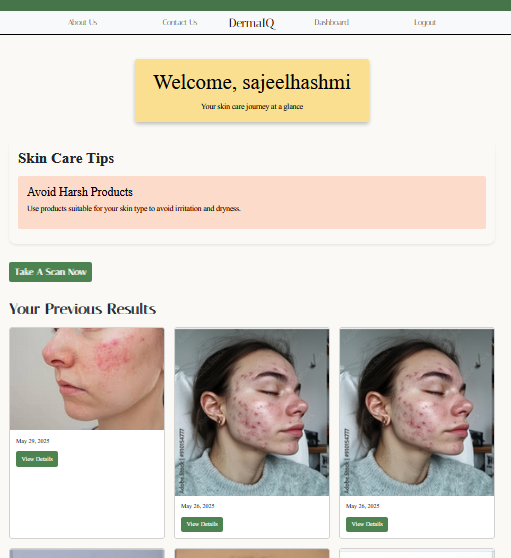 About Us
Contact Us
DermaIQ
Dashboard
Logout
Welcome, sajeelhashmi
Your skin care journey at a glance
Skin Care Tips
Avoid Harsh Products
Use products suitable for your skin type to avoid irritation and dryness.
Take A Scan Now
Your Previous Results
Adobe Stock | #910154777
Adobe Stock | #910154777
May 29, 2025
View Details
May 26, 2025
May 26, 2025
View Details
View Details